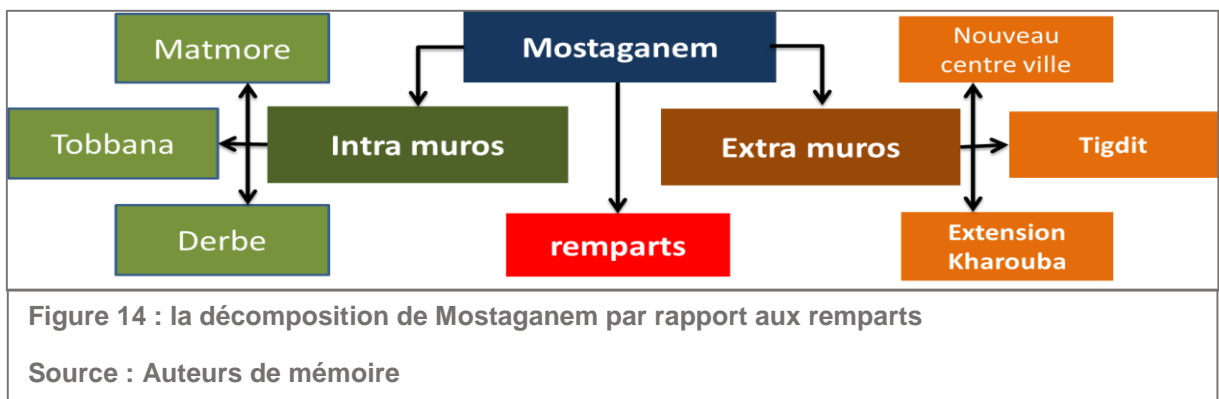 Matmore
Mostaganem
Nouveau
centre ville
Tobbana
Intra muros
Extra muros
Tigdit
Derbe
remparts
Extension
Kharouba
Figure 14 : la décomposition de Mostaganem par rapport aux remparts
Source : Auteurs de mémoire